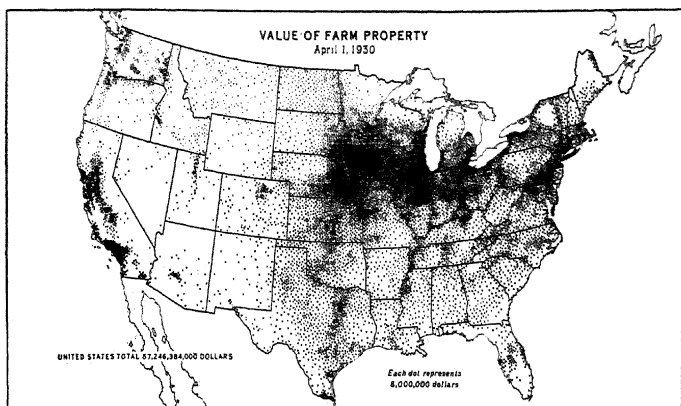 VALUE OF FARM PROPERTY
April 1, 1930
UNITED STATES TOTAL 57,246,384,000 DOLLARS
Each dot represents
5,000,000 dollars